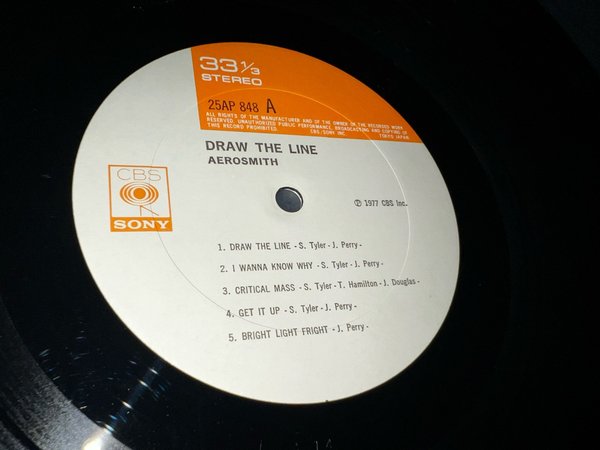 33 1/3
STEREO
25AP 848 A
ALL RIGHTS OF THE MANUFACTURER AND OF THE OWNER OF THE RECORDED WORK
RESERVED. UNAUTHORIZED PUBLIC PERFORMANCE, BROADCASTING AND COPYING OF
THIS RECORD PROHIBITED. CBS/SONY INC. TOKYO JAPAN
DRAW THE LINE
AEROSMITH
CBS
SONY
Ⓟ 1977 CBS Inc.
1. DRAW THE LINE - S. Tyler - J. Perry -
2. I WANNA KNOW WHY - S. Tyler - J. Perry -
3. CRITICAL MASS - S. Tyler - T. Hamilton - J. Douglas -
4. GET IT UP - S. Tyler - J. Perry -
5. BRIGHT LIGHT FRIGHT - J. Perry -